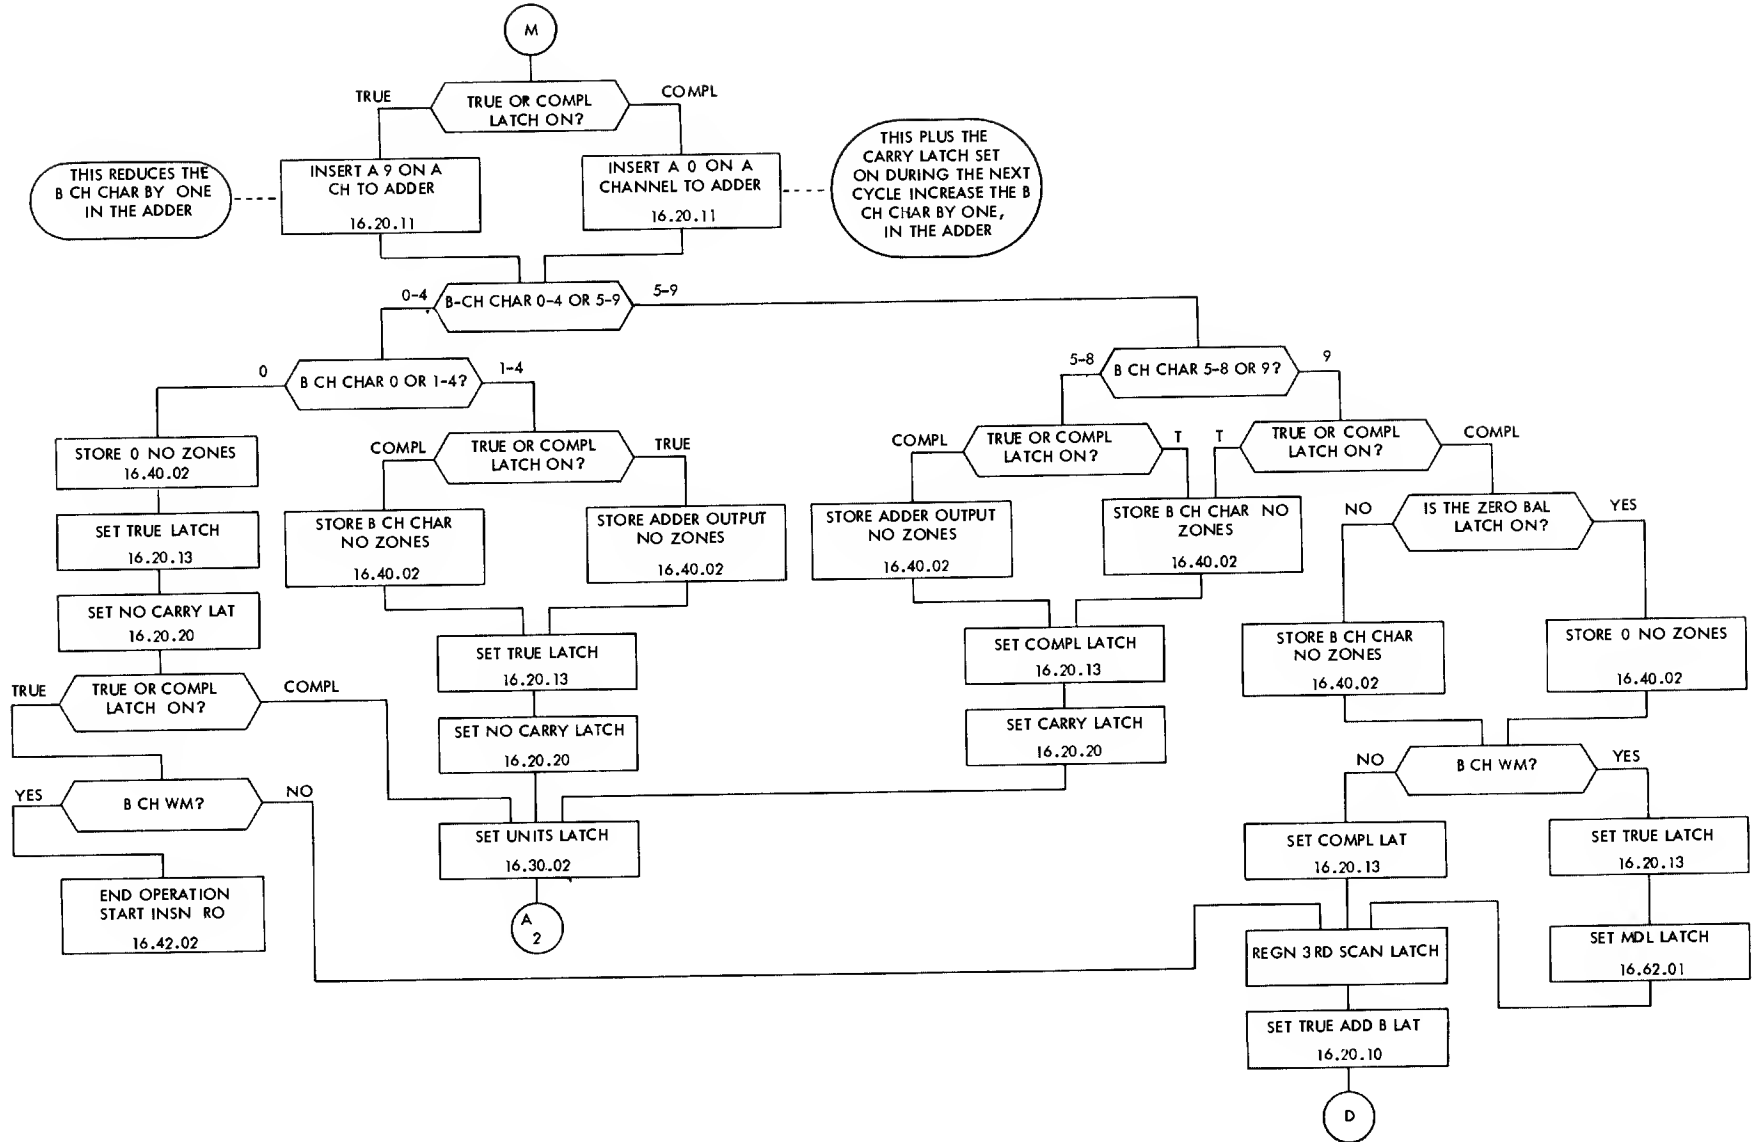 M
TRUE
TRUE OR COMPL
LATCH ON?
COMPL
THIS REDUCES THE
B CH CHAR BY ONE
IN THE ADDER
INSERT A 9 ON A
CH TO ADDER
16.20.11
INSERT A 0 ON A
CHANNEL TO ADDER
16.20.11
THIS PLUS THE
CARRY LATCH SET
ON DURING THE NEXT
CYCLE INCREASE THE B
CH CHAR BY ONE,
IN THE ADDER
0-4
B-CH CHAR 0-4 OR 5-9
5-9
0
B CH CHAR 0 OR 1-4?
1-4
5-8
B CH CHAR 5-8 OR 9?
9
STORE 0 NO ZONES
16.40.02
COMPL
TRUE OR COMPL
LATCH ON?
TRUE
COMPL
TRUE OR COMPL
LATCH ON?
T
T
TRUE OR COMPL
LATCH ON?
COMPL
SET TRUE LATCH
16.20.13
STORE B CH CHAR
NO ZONES
16.40.02
STORE ADDER OUTPUT
NO ZONES
16.40.02
STORE ADDER OUTPUT
NO ZONES
16.40.02
STORE B CH CHAR NO
ZONES
16.40.02
NO
IS THE ZERO BAL
LATCH ON?
YES
SET NO CARRY LAT
16.20.20
SET TRUE LATCH
16.20.13
SET COMPL LATCH
16.20.13
STORE B CH CHAR
NO ZONES
16.40.02
STORE 0 NO ZONES
16.40.02
TRUE
TRUE OR COMPL
LATCH ON?
COMPL
SET NO CARRY LATCH
16.20.20
SET CARRY LATCH
16.20.20
NO
B CH WM?
YES
YES
B CH WM?
NO
SET UNITS LATCH
16.30.02
SET COMPL LAT
16.20.13
SET TRUE LATCH
16.20.13
END OPERATION
START INSN RO
16.42.02
A
2
REGN 3RD SCAN LATCH
SET MDL LATCH
16.62.01
SET TRUE ADD B LAT
16.20.10
D